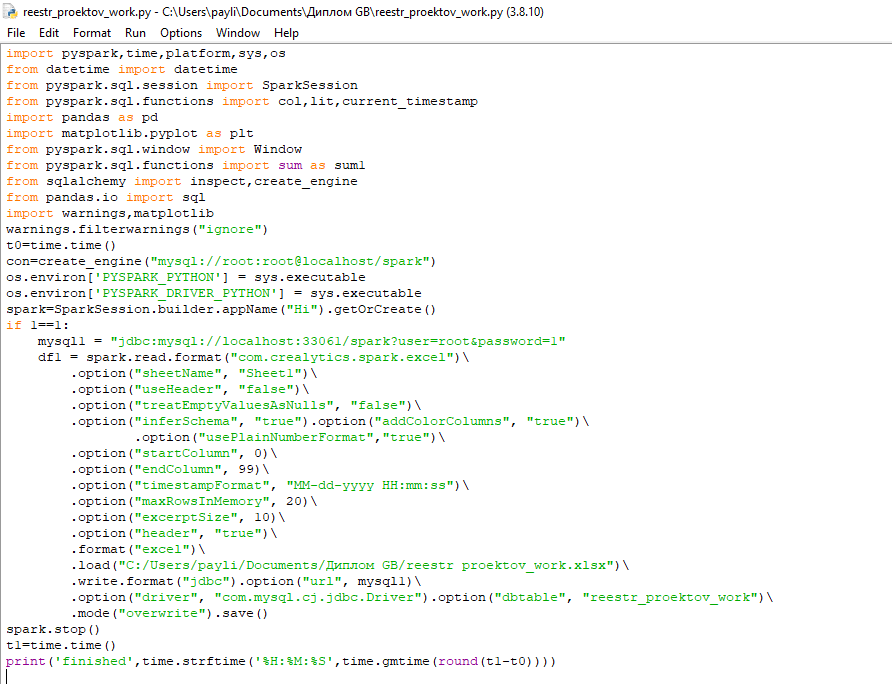 reestr_proektov_work.py - C:\Users\payli\Documents\Диплом GB\reestr_proektov_work.py (3.8.10)
File Edit Format Run Options Window Help
import pyspark,time,platform,sys,os
from datetime import datetime
from pyspark.sql.session import SparkSession
from pyspark.sql.functions import col,lit,current_timestamp
import pandas as pd
import matplotlib.pyplot as plt
from pyspark.sql.window import Window
from pyspark.sql.functions import sum as sum1
from sqlalchemy import inspect,create_engine
from pandas.io import sql
import warnings,matplotlib
warnings.filterwarnings("ignore")
t0=time.time()
con=create_engine("mysql://root:root@localhost/spark")
os.environ['PYSPARK_PYTHON'] = sys.executable
os.environ['PYSPARK_DRIVER_PYTHON'] = sys.executable
spark=SparkSession.builder.appName("Hi").getOrCreate()
if 1==1:
    mysql1 = "jdbc:mysql://localhost:33061/spark?user=root&password=1"
    df1 = spark.read.format("com.crealytics.spark.excel")\
        .option("sheetName", "Sheet1")\
        .option("useHeader", "false")\
        .option("treatEmptyValuesAsNulls", "false")\
        .option("inferSchema", "true").option("addColorColumns", "true")\
                .option("usePlainNumberFormat","true")\
        .option("startColumn", 0)\
        .option("endColumn", 99)\
        .option("timestampFormat", "MM-dd-yyyy HH:mm:ss")\
        .option("maxRowsInMemory", 20)\
        .option("excerptSize", 10)\
        .option("header", "true")\
        .format("excel")\
        .load("C:/Users/payli/Documents/Диплом GB/reestr proektov_work.xlsx")\
        .write.format("jdbc").option("url", mysql1)\
        .option("driver", "com.mysql.cj.jdbc.Driver").option("dbtable", "reestr_proektov_work")\
        .mode("overwrite").save()
spark.stop()
t1=time.time()
print('finished',time.strftime('%H:%M:%S',time.gmtime(round(t1-t0))))